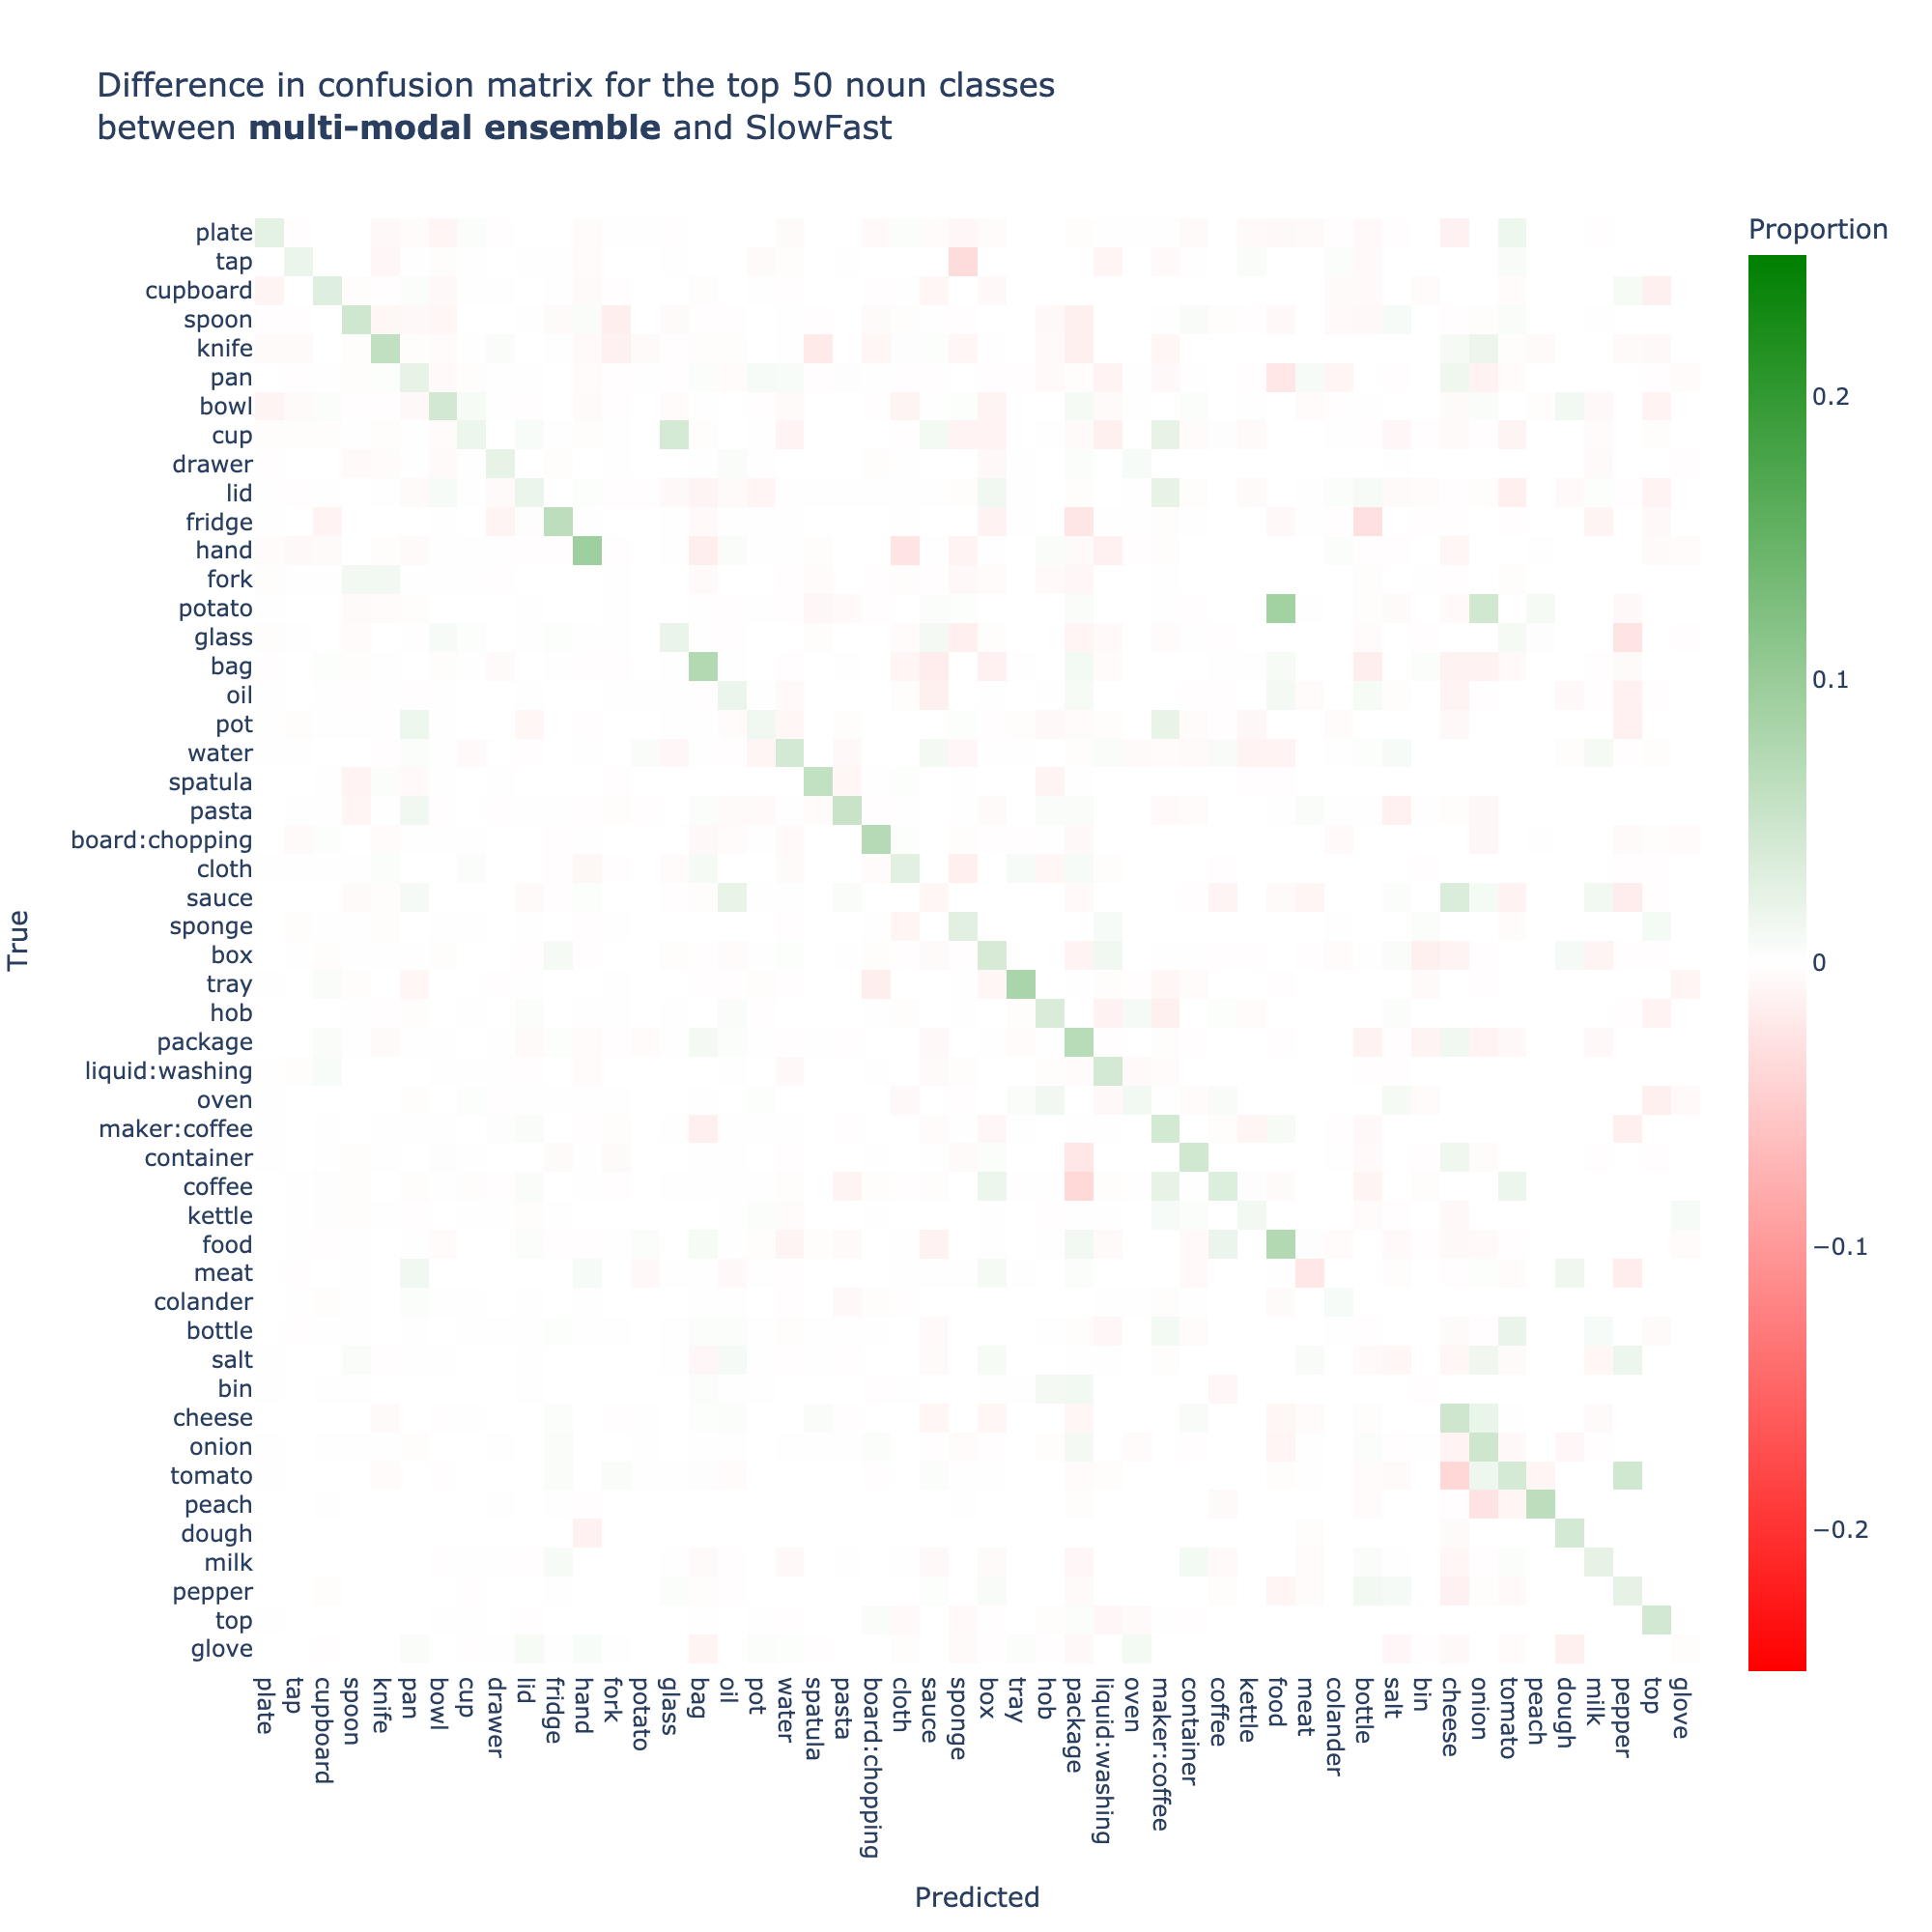 Difference in confusion matrix for the top 50 noun classes
between multi-modal ensemble and SlowFast
Proportion
0.2
0.1
0
−0.1
−0.2
True
plate
tap
cupboard
spoon
knife
pan
bowl
cup
drawer
lid
fridge
hand
fork
potato
glass
bag
oil
pot
water
spatula
pasta
board:chopping
cloth
sauce
sponge
box
tray
hob
package
liquid:washing
oven
maker:coffee
container
coffee
kettle
food
meat
colander
bottle
salt
bin
cheese
onion
tomato
peach
dough
milk
pepper
top
glove
plate
tap
cupboard
spoon
knife
pan
bowl
cup
drawer
lid
fridge
hand
fork
potato
glass
bag
oil
pot
water
spatula
pasta
board:chopping
cloth
sauce
sponge
box
tray
hob
package
liquid:washing
oven
maker:coffee
container
coffee
kettle
food
meat
colander
bottle
salt
bin
cheese
onion
tomato
peach
dough
milk
pepper
top
glove
Predicted